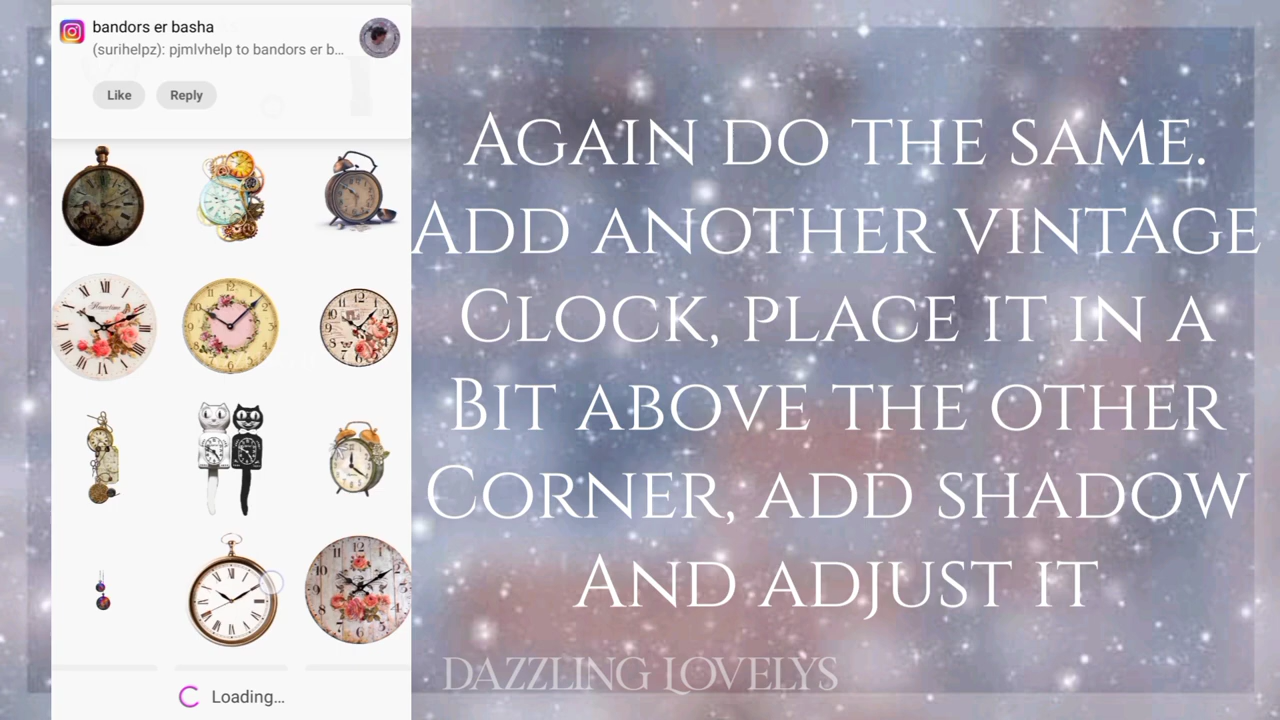 bandors er basha
(surihelpz): pjmlvhelp to bandors er b...
Like
Reply
Loading...
AGAIN DO THE SAME.
ADD ANOTHER VINTAGE
CLOCK, PLACE IT IN A
BIT ABOVE THE OTHER
CORNER, ADD SHADOW
AND ADJUST IT
DAZZLING LOVELYS